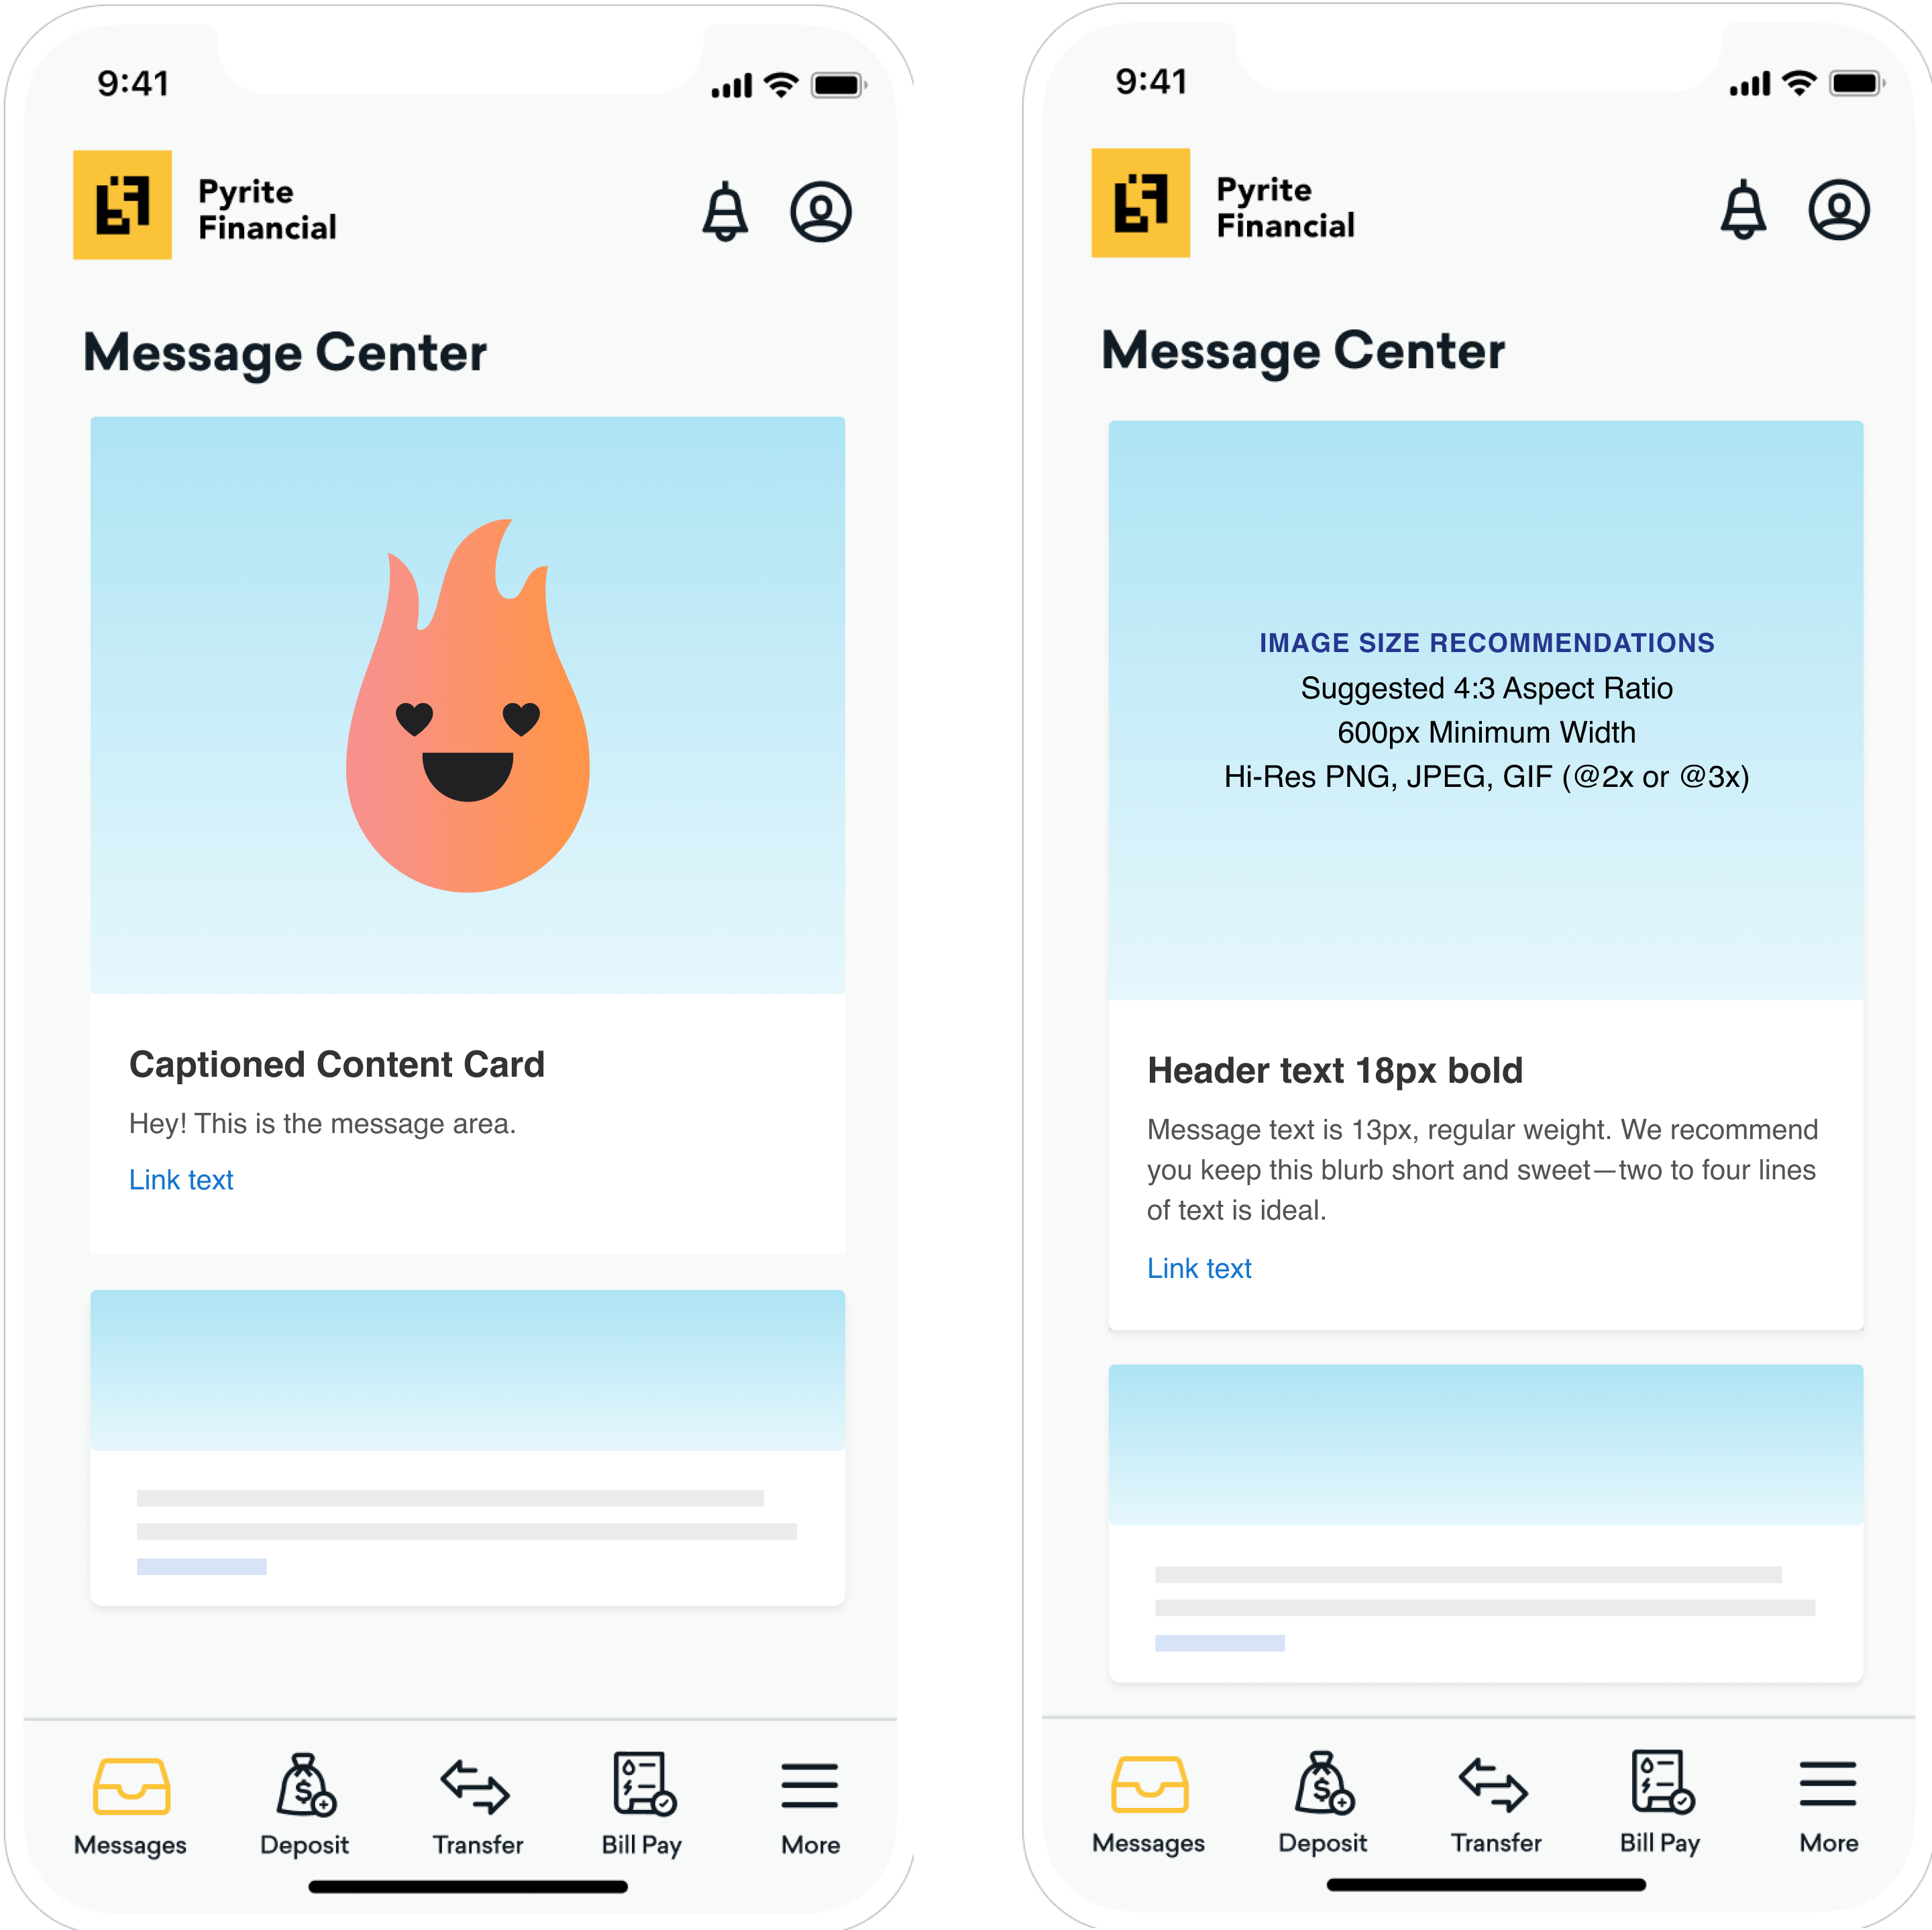 9:41
Pyrite
Financial
Message Center
Captioned Content Card
Hey! This is the message area.
Link text
Messages
Deposit
Transfer
Bill Pay
More
9:41
Pyrite
Financial
Message Center
IMAGE SIZE RECOMMENDATIONS
Suggested 4:3 Aspect Ratio
600px Minimum Width
Hi-Res PNG, JPEG, GIF (@2x or @3x)
Header text 18px bold
Message text is 13px, regular weight. We recommend
you keep this blurb short and sweet—two to four lines
of text is ideal.
Link text
Messages
Deposit
Transfer
Bill Pay
More